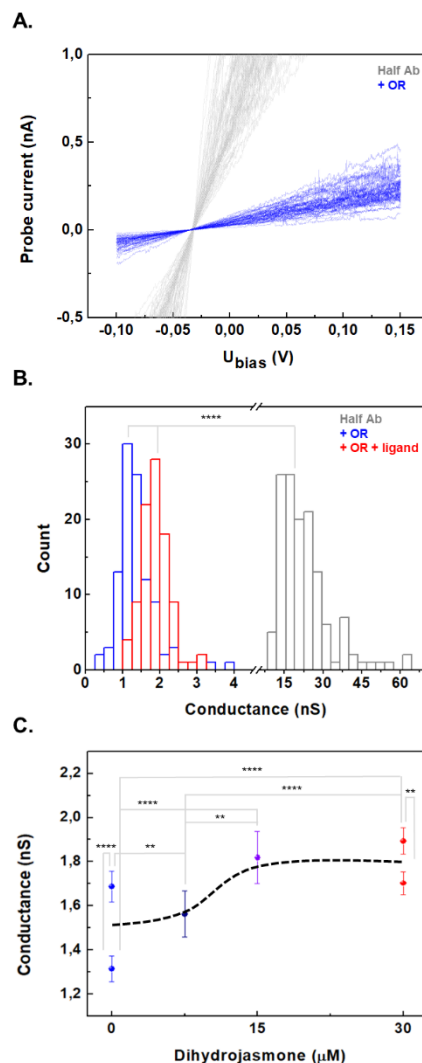 A.
1,0
0,5
0,0
-0,5
Probe current (nA)
Half Ab
+ OR
-0,10 -0,05 0,00 0,05 0,10 0,15
U_bias (V)
B.
****
Half Ab
+ OR
+ OR + ligand
30
20
10
0
Count
0 1 2 3 4 15 30 45 60
Conductance (nS)
C.
2,2
2,0
1,8
1,6
1,4
1,2
Conductance (nS)
****
****
****
**
**
****
**
0 15 30
Dihydrojasmone (μM)